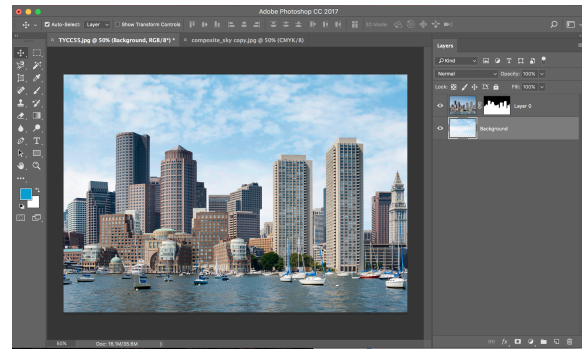 Adobe Photoshop CC 2017
Auto-Select: Layer Show Transform Controls 3D Mode:
× TYCC55.jpg @ 50% (Background, RGB/8*) * × composite_sky copy.jpg @ 50% (CMYK/8)
Layers
Kind
Normal Opacity: 100%
Lock: Fill: 100%
Layer 0
Background
50% Doc: 16.1M/35.8M